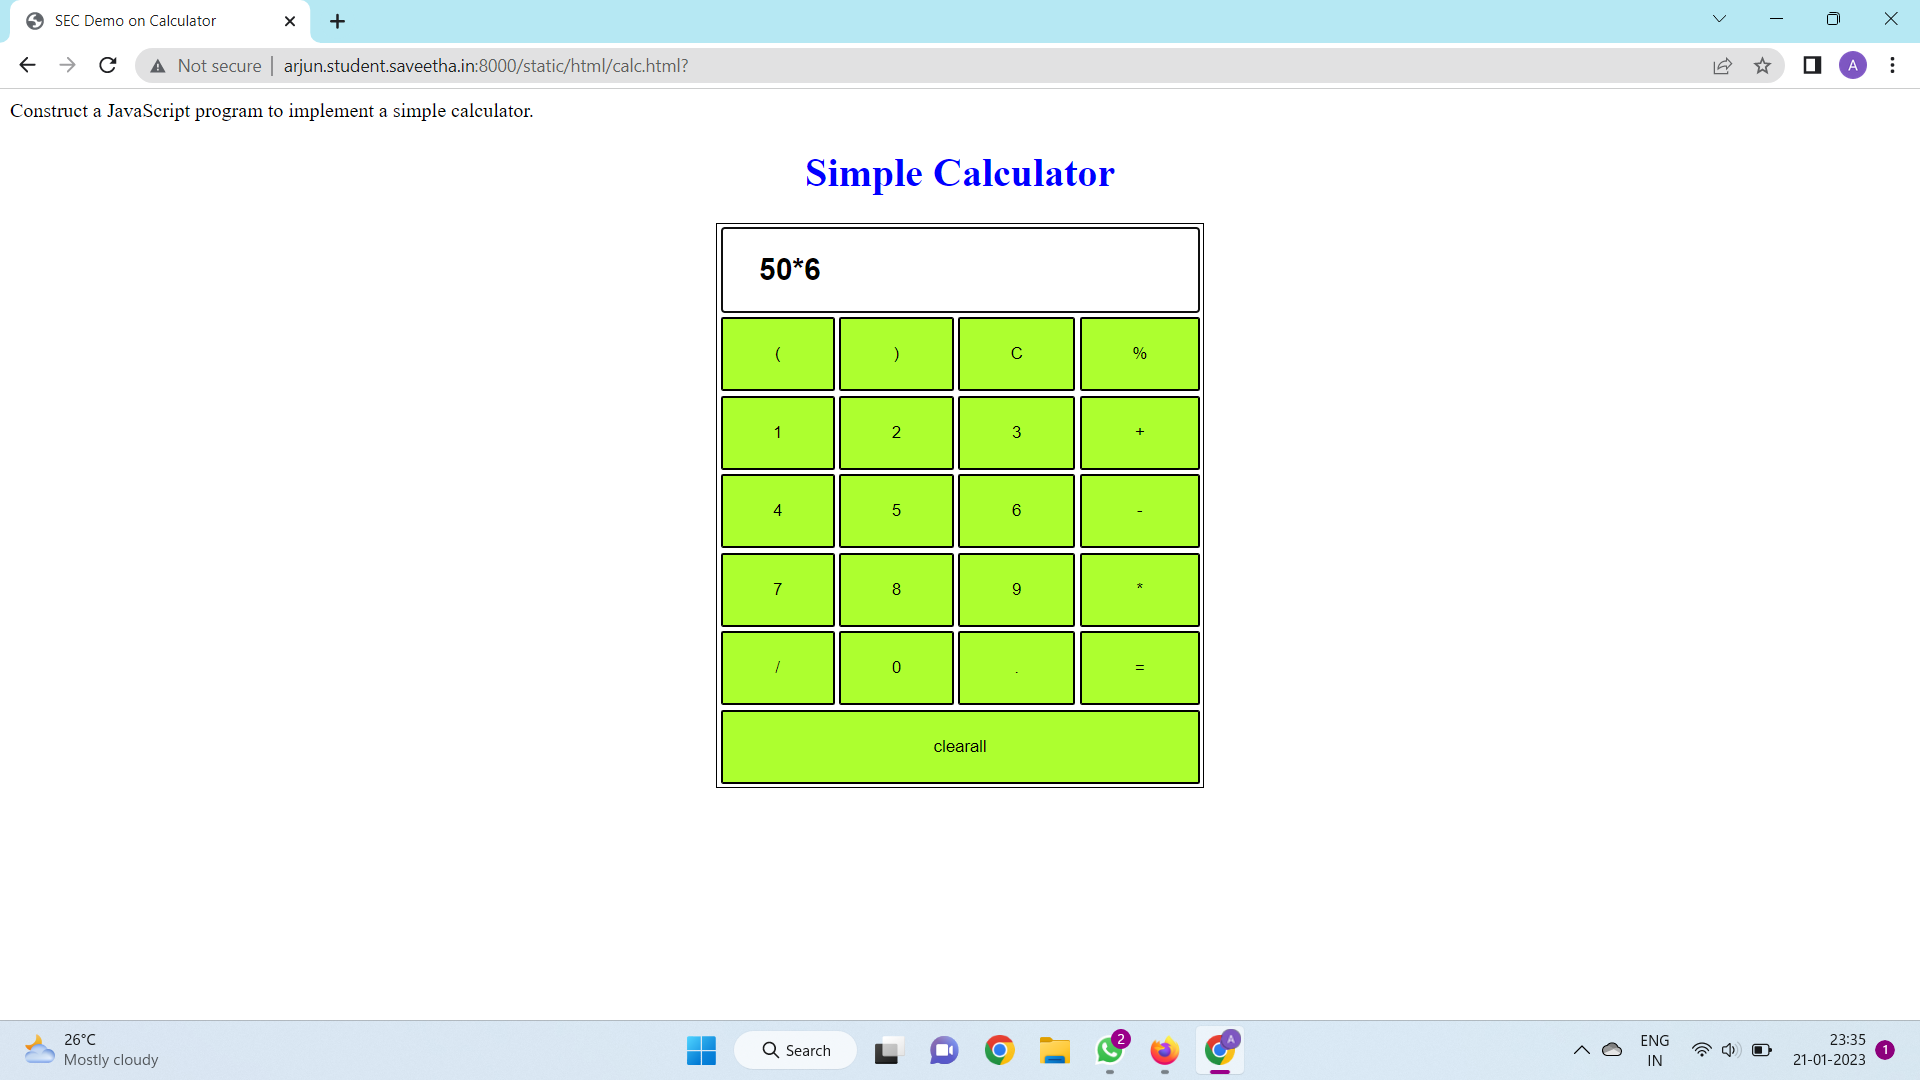 SEC Demo on Calculator
Not secure
arjun.student.saveetha.in:8000/static/html/calc.html?
A
Construct a JavaScript program to implement a simple calculator.
Simple Calculator
50*6
( ) C %
1 2 3 +
4 5 6 -
7 8 9 *
/ 0 . =
clearall
26°C
Mostly cloudy
Search
2
A
ENG
IN
23:35
21-01-2023
1